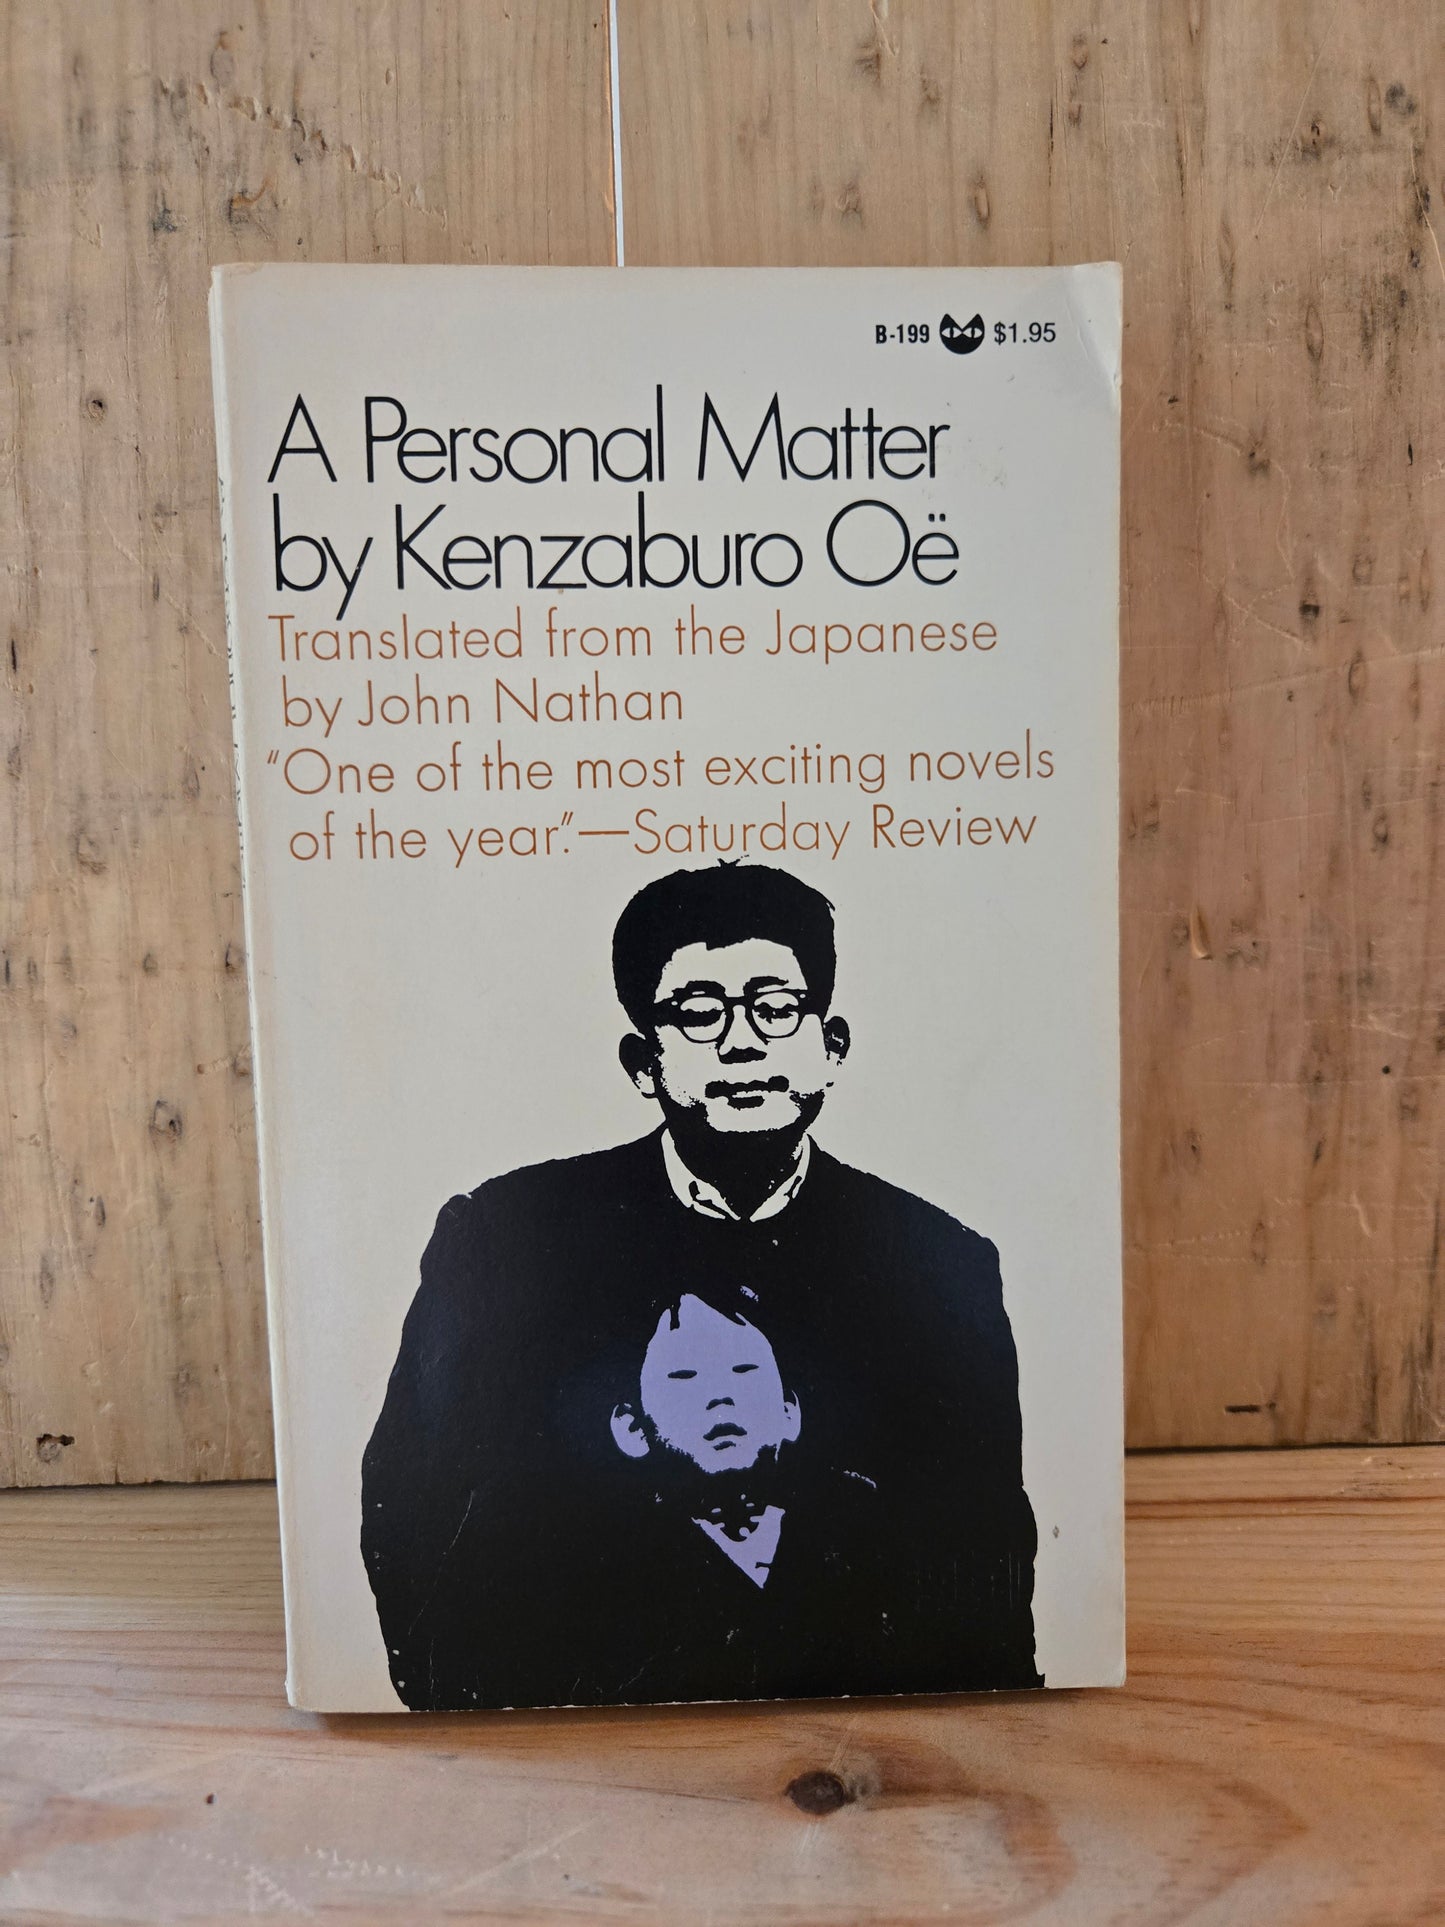 B-199 $1.95
A Personal Matter
by Kenzaburo Oë
Translated from the Japanese
by John Nathan
"One of the most exciting novels
of the year."—Saturday Review